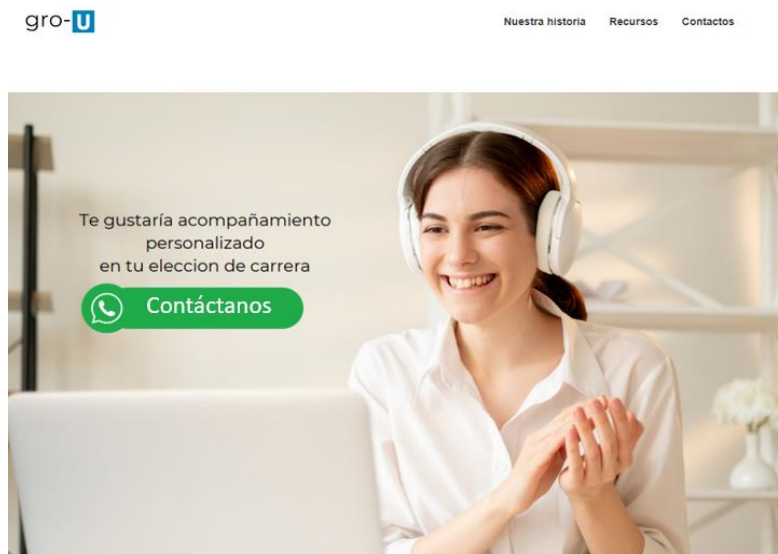 gro-U
Nuestra historia Recursos Contactos
Te gustaría acompañamiento
personalizado
en tu eleccion de carrera
Contáctanos